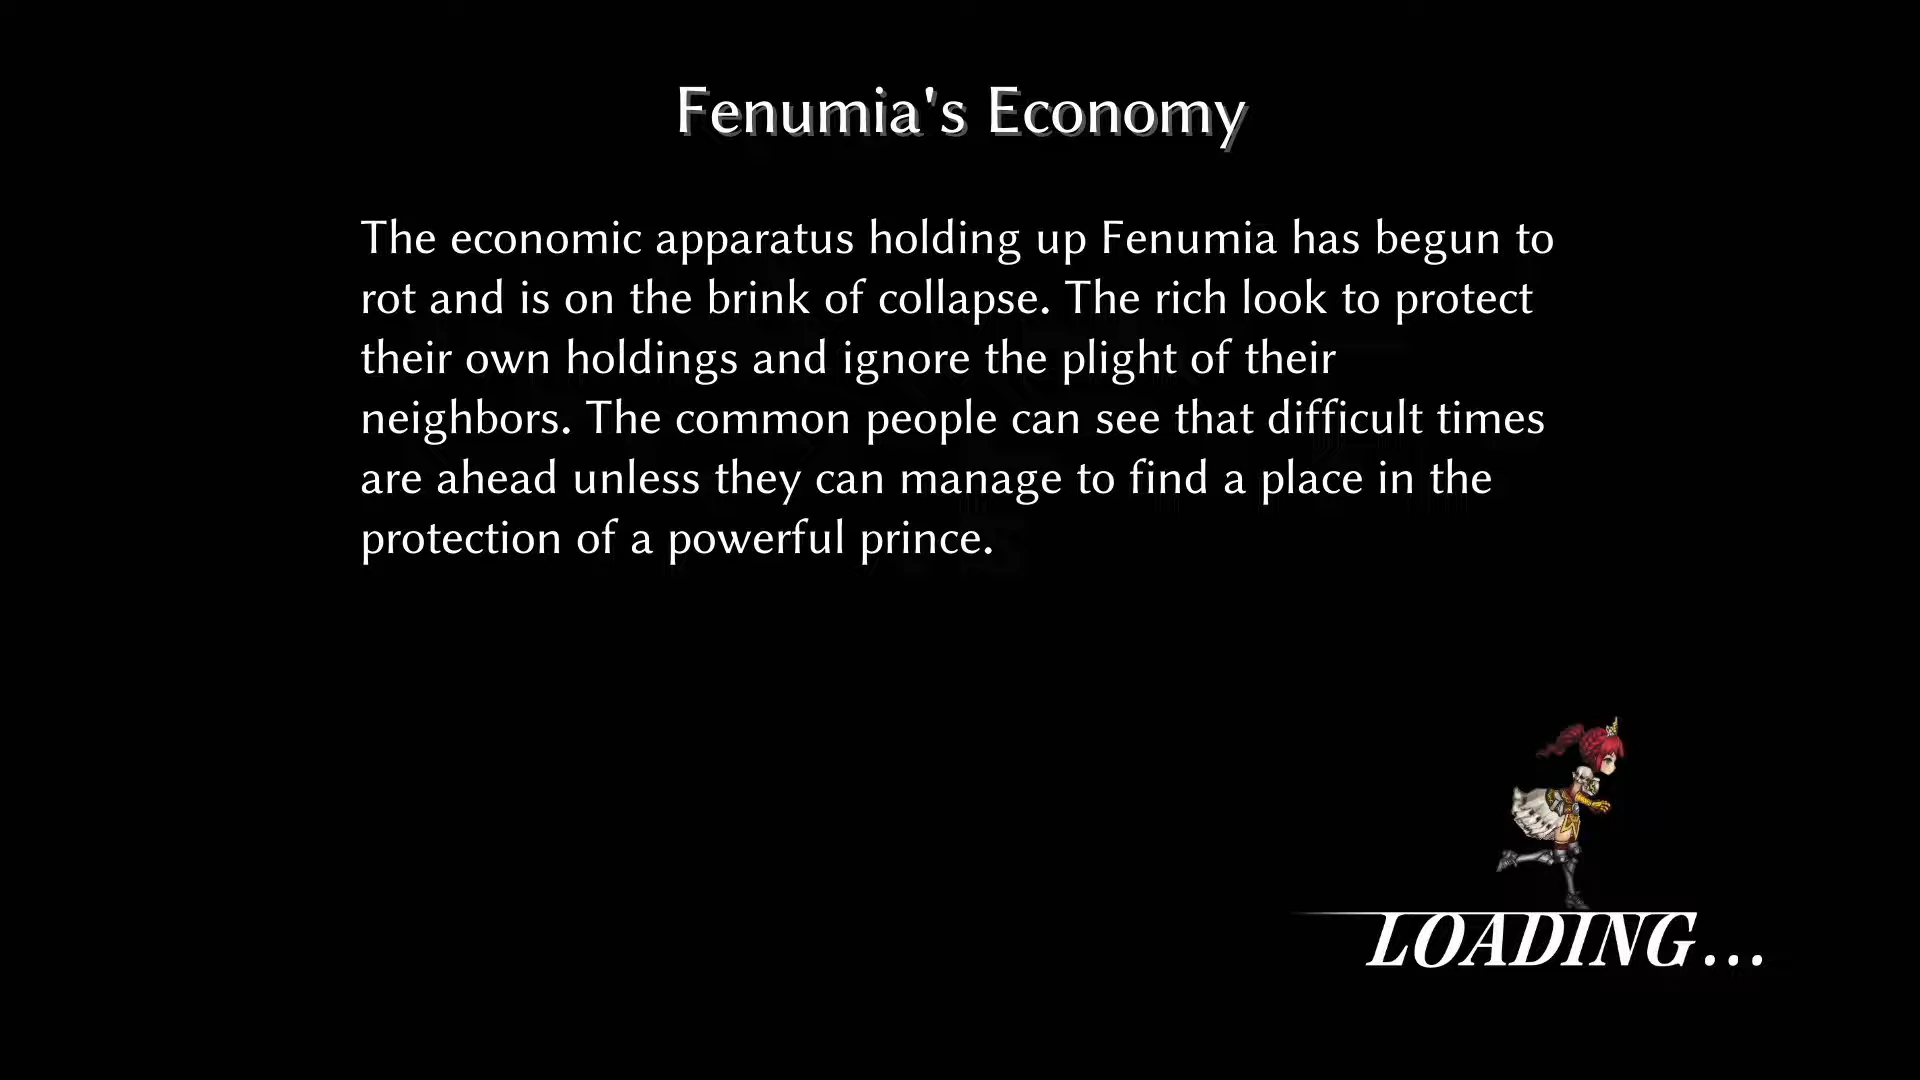 Fenumia's Economy
The economic apparatus holding up Fenumia has begun to
rot and is on the brink of collapse. The rich look to protect
their own holdings and ignore the plight of their
neighbors. The common people can see that difficult times
are ahead unless they can manage to find a place in the
protection of a powerful prince.
LOADING...